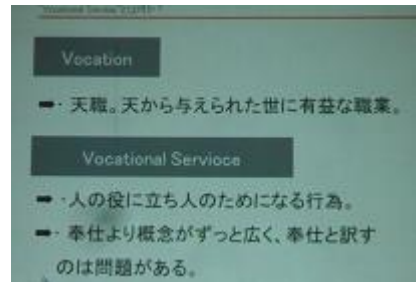 Vocation
➡・天職。天から与えられた世に有益な職業。
Vocational Servioce
➡・人の役に立ち人のためになる行為。
➡・奉仕より概念がずっと広く、奉仕と訳す
のは問題がある。